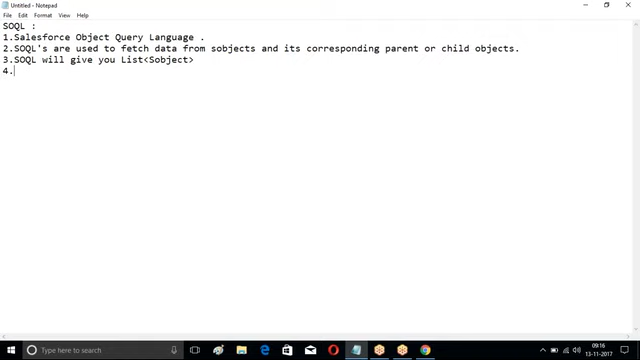 Untitled - Notepad
File Edit Format View Help
SOQL :
1.Salesforce Object Query Language .
2.SOQL's are used to fetch data from sobjects and its corresponding parent or child objects.
3.SOQL will give you List<Sobject>
4.
Type here to search
09:16
13-11-2017